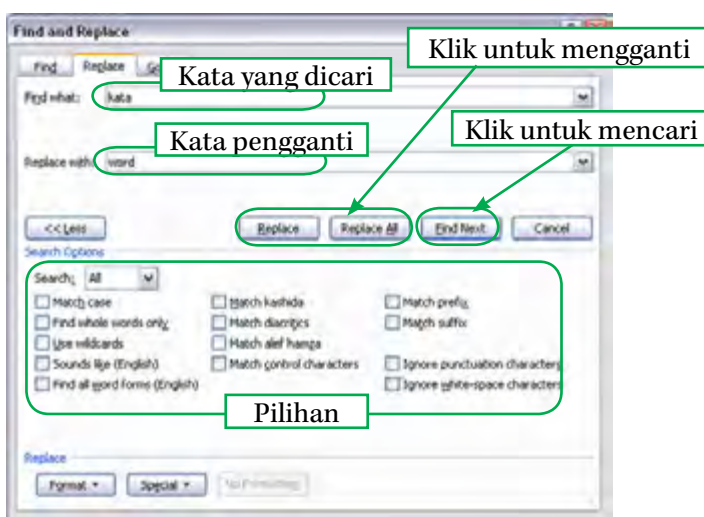 Find and Replace
Klik untuk mengganti
Find Replace
Kata yang dicari
Find what: kata
Kata pengganti
Klik untuk mencari
Replace with: word
<< Less Replace Replace All Find Next Cancel
Search Options
Search: All
Match case Match kashida Match prefix
Find whole words only Match diacritics Match suffix
Use wildcards Match alef hamza
Sounds like (English) Match control characters Ignore punctuation characters
Find all word forms (English) Ignore white-space characters
Pilihan
Replace
Format Special No Formatting